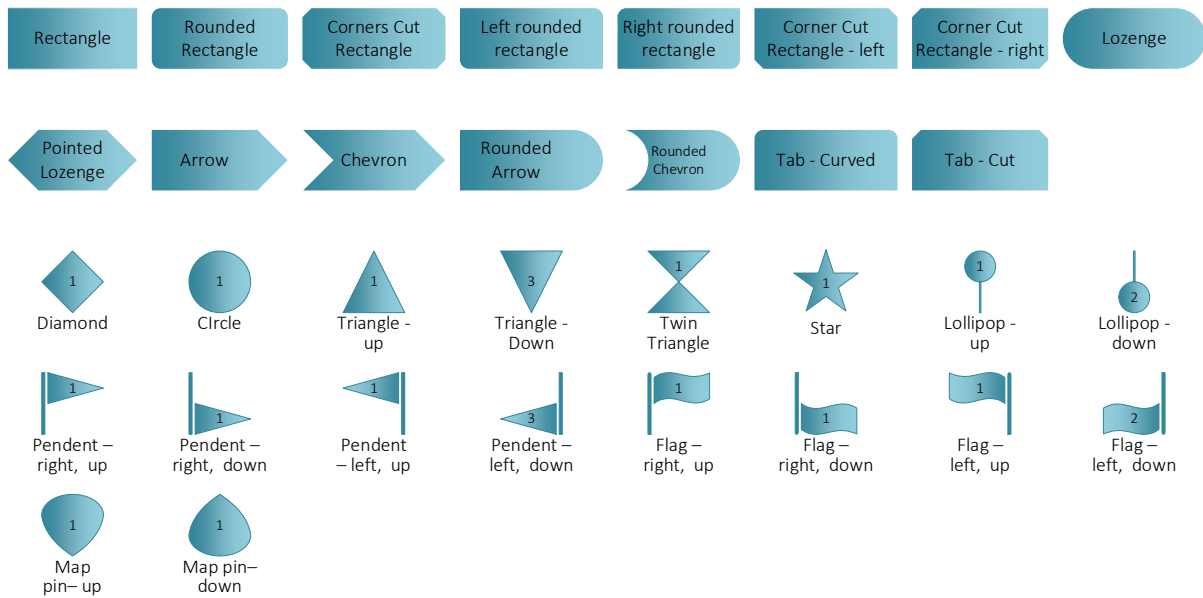 Rectangle
Rounded
Rectangle
Corners Cut
Rectangle
Left rounded
rectangle
Right rounded
rectangle
Corner Cut
Rectangle - left
Corner Cut
Rectangle - right
Lozenge
Pointed
Lozenge
Arrow
Chevron
Rounded
Arrow
Rounded
Chevron
Tab - Curved
Tab - Cut
1
Diamond
1
CIrcle
1
Triangle -
up
3
Triangle -
Down
1
Twin
Triangle
1
Star
1
Lollipop -
up
2
Lollipop -
down
1
Pendent –
right, up
1
Pendent –
right, down
1
Pendent
– left, up
3
Pendent –
left, down
1
Flag –
right, up
1
Flag –
right, down
1
Flag –
left, up
2
Flag –
left, down
1
Map
pin– up
1
Map pin–
down